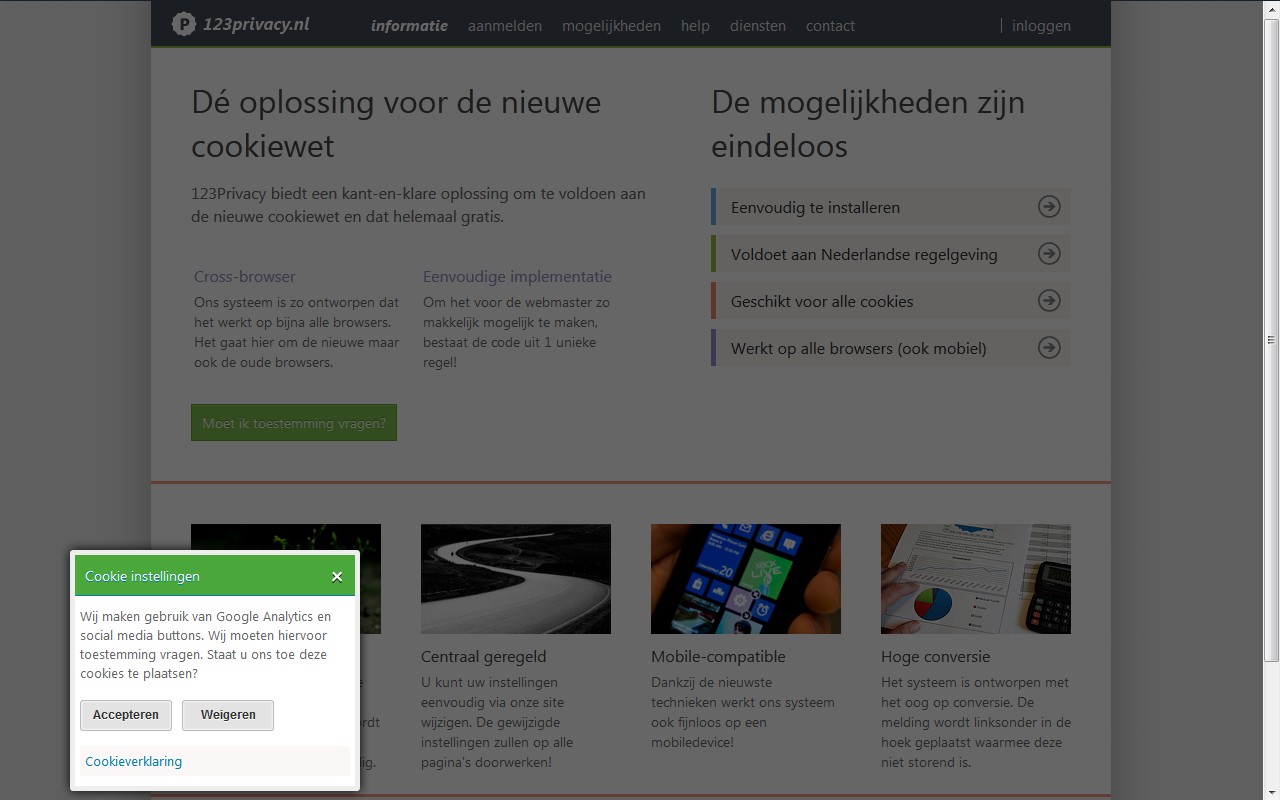 123privacy.nl
informatie aanmelden mogelijkheden help diensten contact inloggen
Dé oplossing voor de nieuwe
cookiewet
123Privacy biedt een kant-en-klare oplossing om te voldoen aan
de nieuwe cookiewet en dat helemaal gratis.
Cross-browser
Ons systeem is zo ontworpen dat
het werkt op bijna alle browsers.
Het gaat hier om de nieuwe maar
ook de oude browsers.
Eenvoudige implementatie
Om het voor de webmaster zo
makkelijk mogelijk te maken,
bestaat de code uit 1 unieke
regel!
Moet ik toestemming vragen?
De mogelijkheden zijn
eindeloos
Eenvoudig te installeren
Voldoet aan Nederlandse regelgeving
Geschikt voor alle cookies
Werkt op alle browsers (ook mobiel)
Cookie instellingen
Wij maken gebruik van Google Analytics en
social media buttons. Wij moeten hiervoor
toestemming vragen. Staat u ons toe deze
cookies te plaatsen?
Accepteren Weigeren
Cookieverklaring
Centraal geregeld
U kunt uw instellingen
eenvoudig via onze site
wijzigen. De gewijzigde
instellingen zullen op alle
pagina's doorwerken!
20
XBOX
LIVE
Mobile-compatible
Dankzij de nieuwste
technieken werkt ons systeem
ook fijnloos op een
mobiledevice!
Hoge conversie
Het systeem is ontworpen met
het oog op conversie. De
melding wordt linksonder in de
hoek geplaatst waarmee deze
niet storend is.